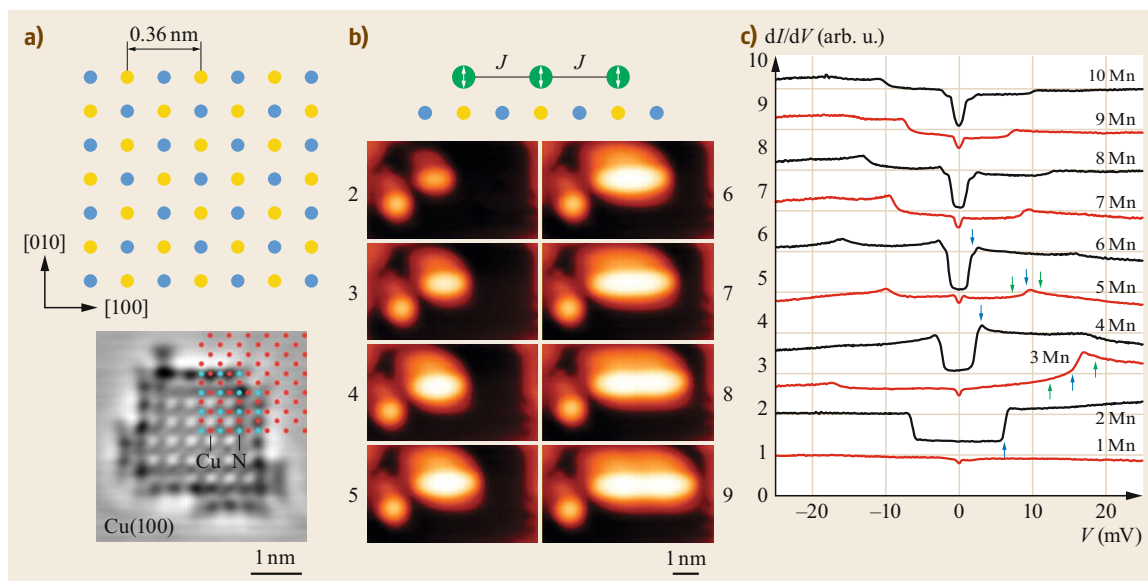 a)
0.36 nm
[010]
[100]
Cu
N
Cu(100)
1 nm
b)
J
J
2
6
3
7
4
8
5
9
1 nm
c)
dI/dV (arb. u.)
10
9
8
7
6
5
4
3
2
1
0
10 Mn
9 Mn
8 Mn
7 Mn
6 Mn
5 Mn
4 Mn
3 Mn
2 Mn
1 Mn
–20
–10
0
10
20
V (mV)